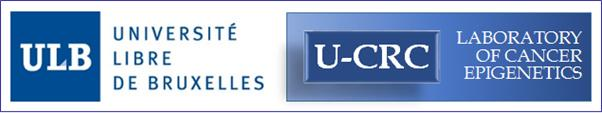 ULB
UNIVERSITÉ
LIBRE
DE BRUXELLES
U-CRC
LABORATORY
OF CANCER
EPIGENETICS